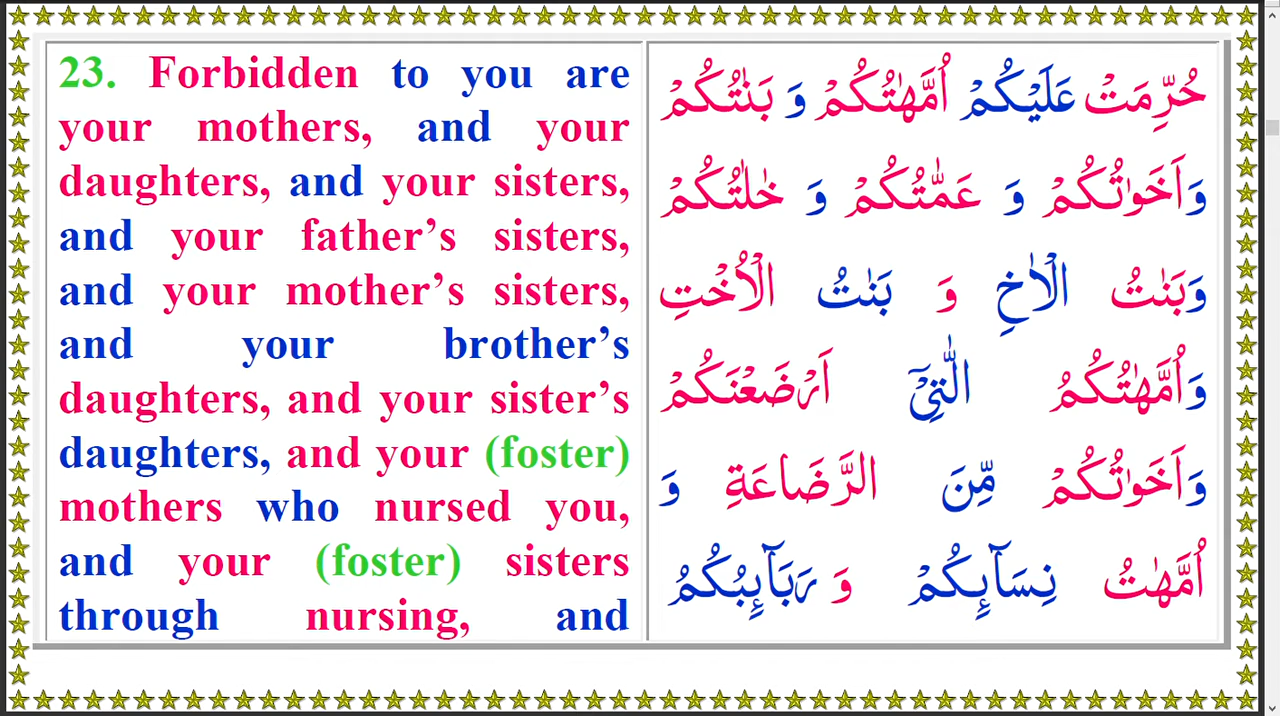 23. Forbidden to you are
your mothers, and your
daughters, and your sisters,
and your father’s sisters,
and your mother’s sisters,
and your brother’s
daughters, and your sister’s
daughters, and your (foster)
mothers who nursed you,
and your (foster) sisters
through nursing, and
حُرِّمَتْ عَلَيْكُمْ اُمَّهٰتُكُمْ وَ بَنٰتُكُمْ
وَاَخَوٰتُكُمْ وَ عَمّٰتُكُمْ وَ خٰلٰتُكُمْ
وَبَنٰتُ الْاَخِ وَ بَنٰتُ الْاُخْتِ
وَاُمَّهٰتُكُمُ الّٰتِيْٓ اَرْضَعْنَكُمْ
وَاَخَوٰتُكُمْ مِّنَ الرَّضَاعَةِ وَ
اُمَّهٰتُ نِسَآئِكُمْ وَ رَبَآئِبُكُمُ